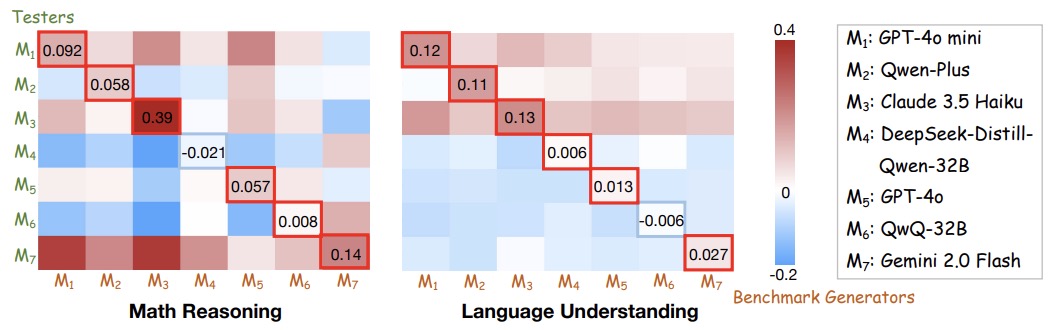 Testers
M₁ 0.092
M₂ 0.058
M₃ 0.39
M₄ -0.021
M₅ 0.057
M₆ 0.008
M₇ 0.14
M₁ M₂ M₃ M₄ M₅ M₆ M₇
Math Reasoning
0.12
0.11
0.13
0.006
0.013
-0.006
0.027
M₁ M₂ M₃ M₄ M₅ M₆ M₇
Language Understanding
Benchmark Generators
0.4
0
-0.2
M₁: GPT-4o mini
M₂: Qwen-Plus
M₃: Claude 3.5 Haiku
M₄: DeepSeek-Distill-
Qwen-32B
M₅: GPT-4o
M₆: QwQ-32B
M₇: Gemini 2.0 Flash